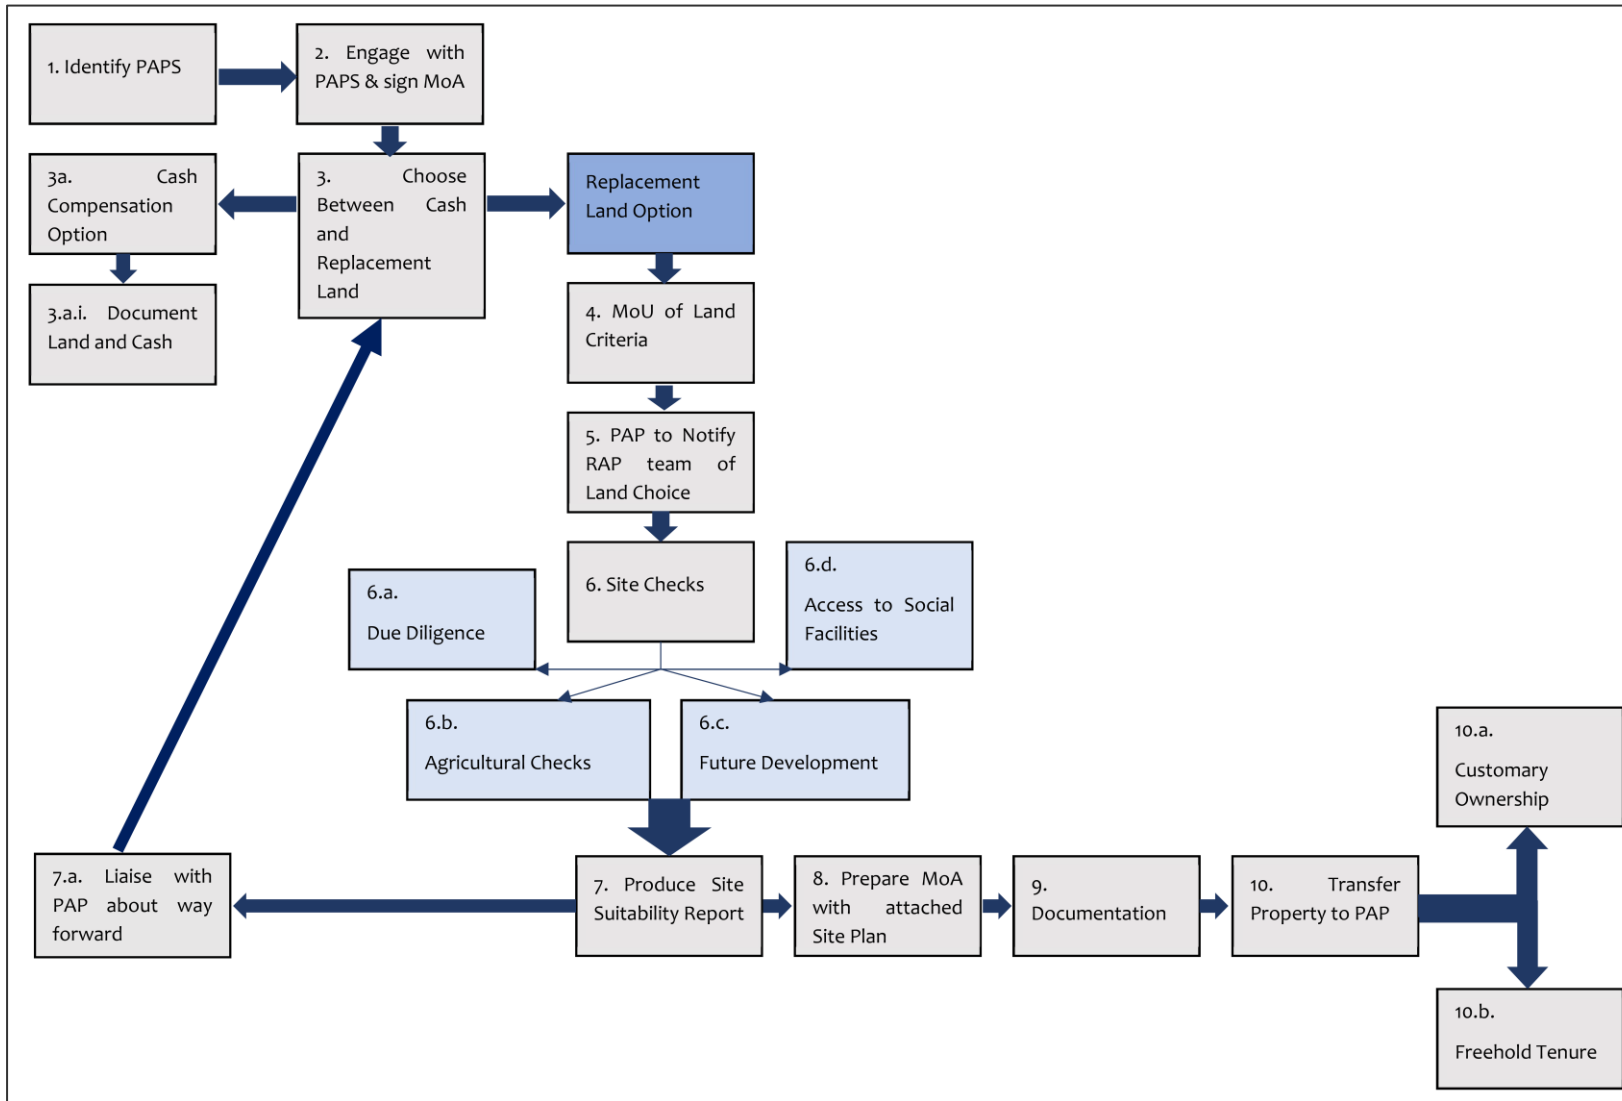 1. Identify PAPS
2. Engage with
PAPS & sign MoA
3a. Cash
Compensation
Option
3. Choose
Between Cash
and
Replacement
Land
Replacement
Land Option
3.a.i. Document
Land and Cash
4. MoU of Land
Criteria
5. PAP to Notify
RAP team of
Land Choice
6. Site Checks
6.a.
Due Diligence
6.d.
Access to Social
Facilities
6.b.
Agricultural Checks
6.c.
Future Development
7.a. Liaise with
PAP about way
forward
7. Produce Site
Suitability Report
8. Prepare MoA
with attached
Site Plan
9.
Documentation
10. Transfer
Property to PAP
10.a.
Customary
Ownership
10.b.
Freehold Tenure